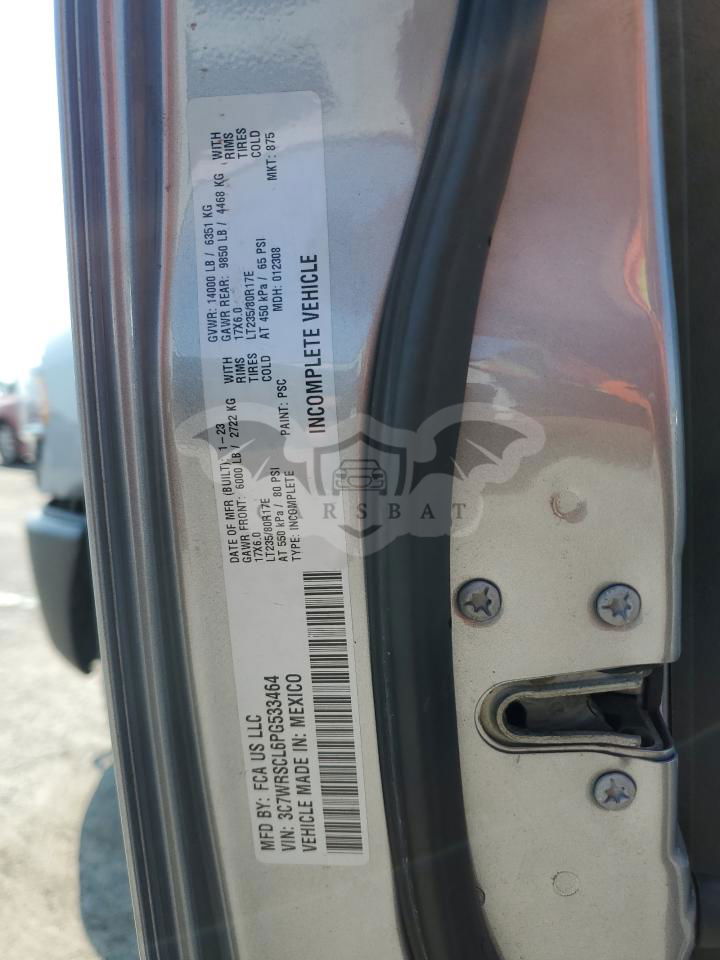 MFD BY: FCA US LLC
VIN: 3C7WRSCL6PG533464
VEHICLE MADE IN: MEXICO
DATE OF MFR (BUILT): 1-23
GAWR FRONT: 6000 LB / 2722 KG WITH
17X6.0 RIMS
LT235/80R17E TIRES
AT 550 kPa / 80 PSI COLD
TYPE: INCOMPLETE PAINT: PSC
INCOMPLETE VEHICLE
GVWR: 14000 LB / 6351 KG
GAWR REAR: 9850 LB / 4468 KG WITH
17X6.0 RIMS
LT235/80R17E TIRES
AT 450 kPa / 65 PSI COLD
MDH: 012308 MKT: 875
CARSBAT